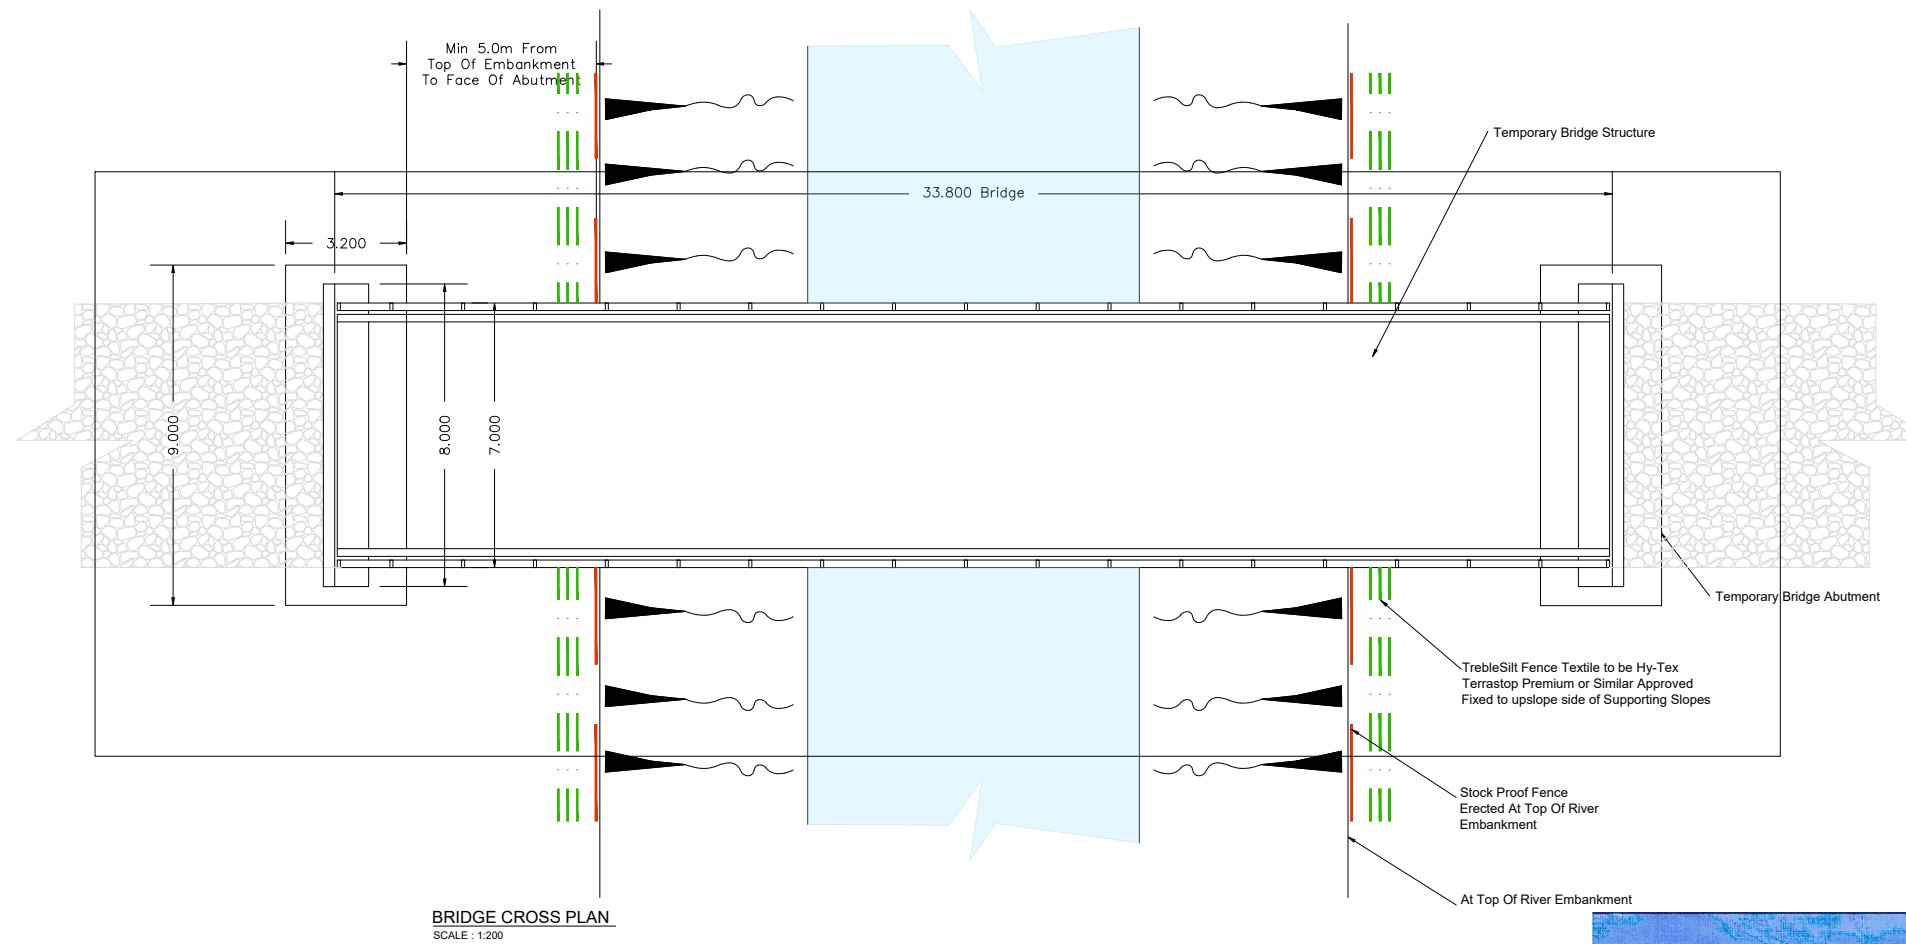 Min 5.0m From
Top Of Embankment
To Face Of Abutment
Temporary Bridge Structure
33.800 Bridge
3.200
9.000
8.000
7.000
Temporary Bridge Abutment
TrebleSilt Fence Textile to be Hy-Tex
Terrastop Premium or Similar Approved
Fixed to upslope side of Supporting Slopes
Stock Proof Fence
Erected At Top Of River
Embankment
At Top Of River Embankment
BRIDGE CROSS PLAN
SCALE : 1:200